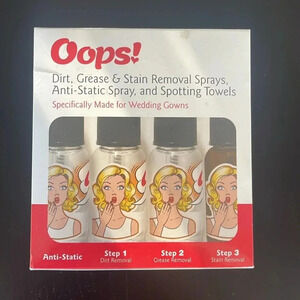 Oops!
Dirt, Grease & Stain Removal Sprays,
Anti-Static Spray, and Spotting Towels
Specifically Made for Wedding Gowns
Anti-Static
Step 1
Dirt Removal
Step 2
Grease Removal
Step 3
Stain Removal